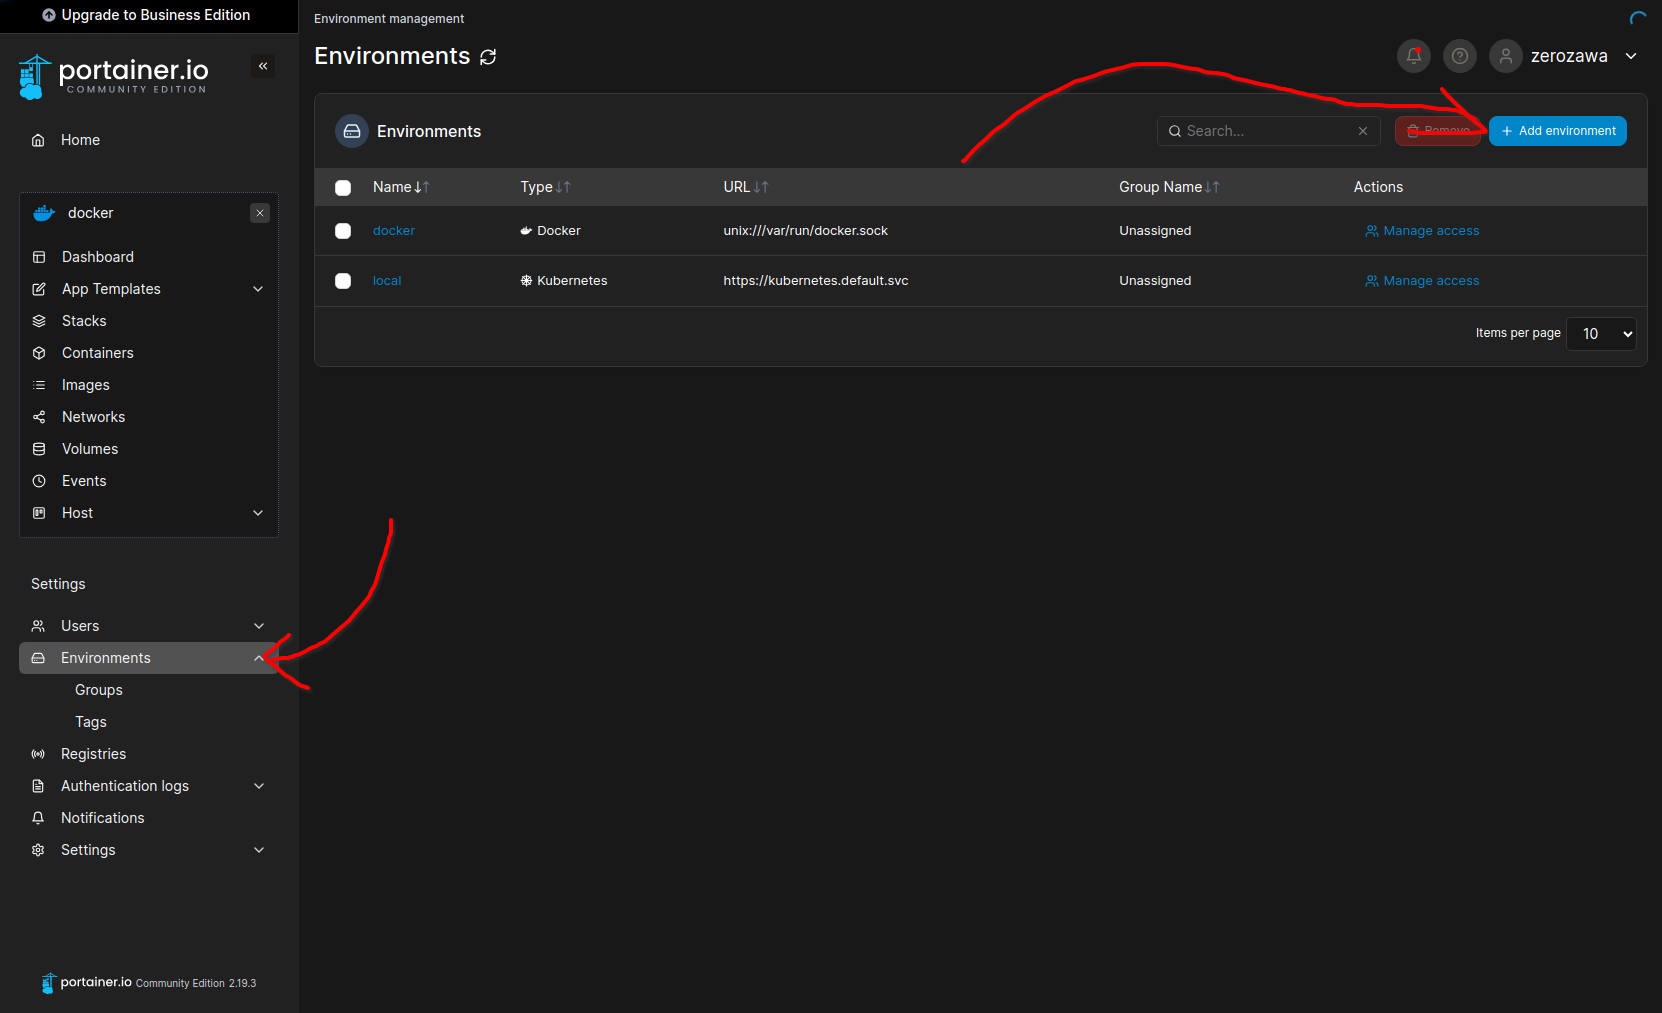 Upgrade to Business Edition
portainer.io
COMMUNITY EDITION
Home
docker
Dashboard
App Templates
Stacks
Containers
Images
Networks
Volumes
Events
Host
Settings
Users
Environments
Groups
Tags
Registries
Authentication logs
Notifications
Settings
portainer.io Community Edition 2.19.3
Environment management
Environments
zerozawa
Environments
Search...
Remove
Add environment
Name Type URL Group Name Actions
docker Docker unix:///var/run/docker.sock Unassigned Manage access
local Kubernetes https://kubernetes.default.svc Unassigned Manage access
Items per page 10